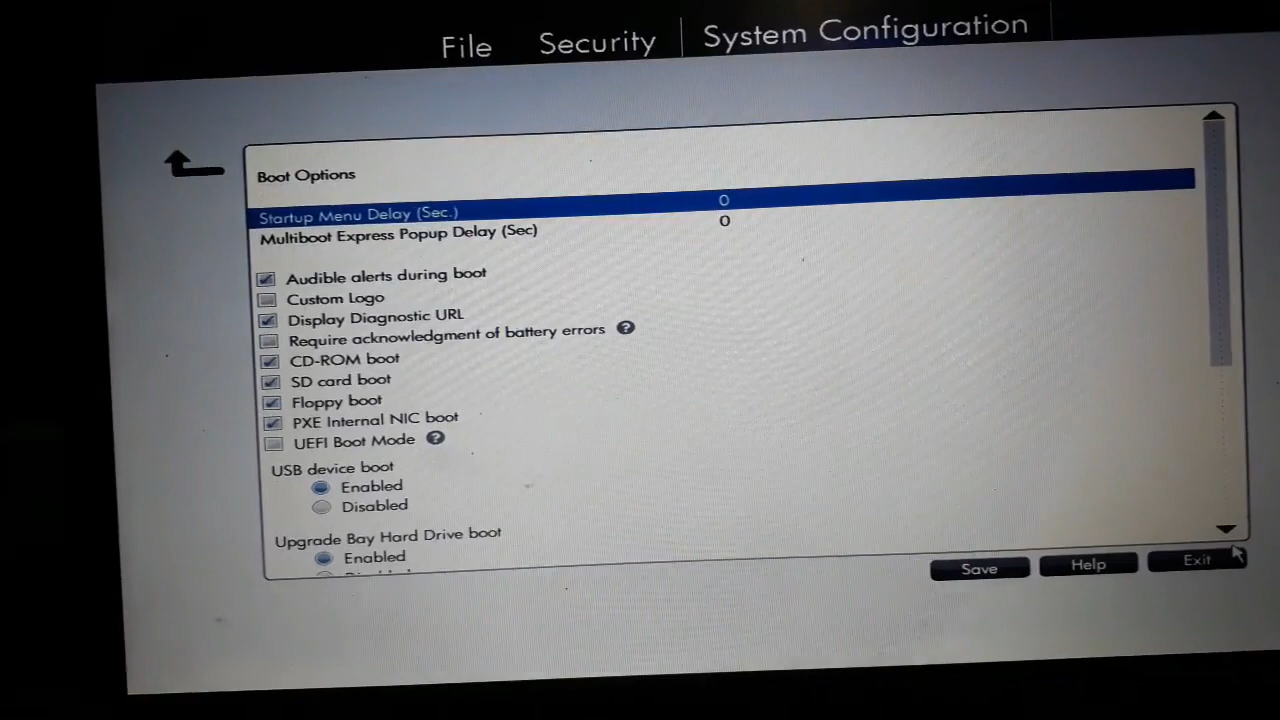 File Security System Configuration
Boot Options
Startup Menu Delay (Sec.) 0
Multiboot Express Popup Delay (Sec) 0
Audible alerts during boot
Custom Logo
Display Diagnostic URL
Require acknowledgment of battery errors ?
CD-ROM boot
SD card boot
Floppy boot
PXE Internal NIC boot
UEFI Boot Mode ?
USB device boot
Enabled
Disabled
Upgrade Bay Hard Drive boot
Enabled
Save Help Exit